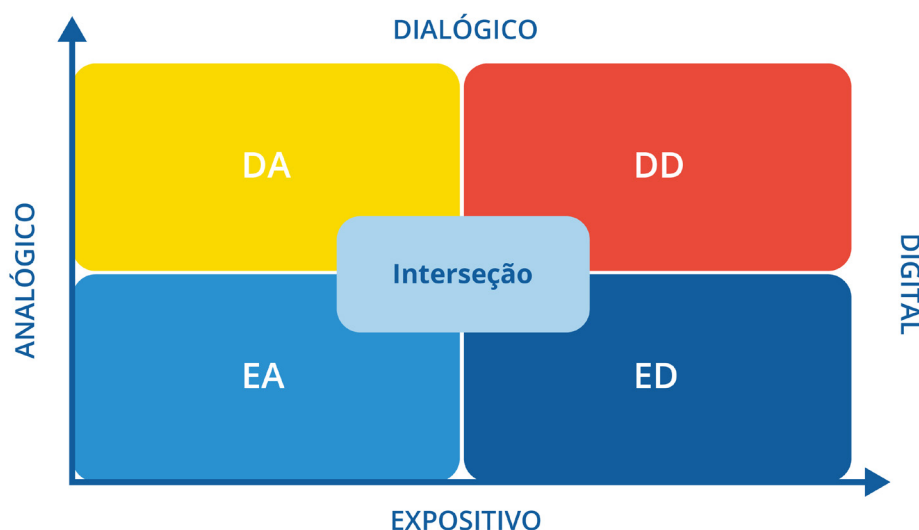 DIALÓGICO
DA
DD
ANALÓGICO
Interseção
DIGITAL
EA
ED
EXPOSITIVO